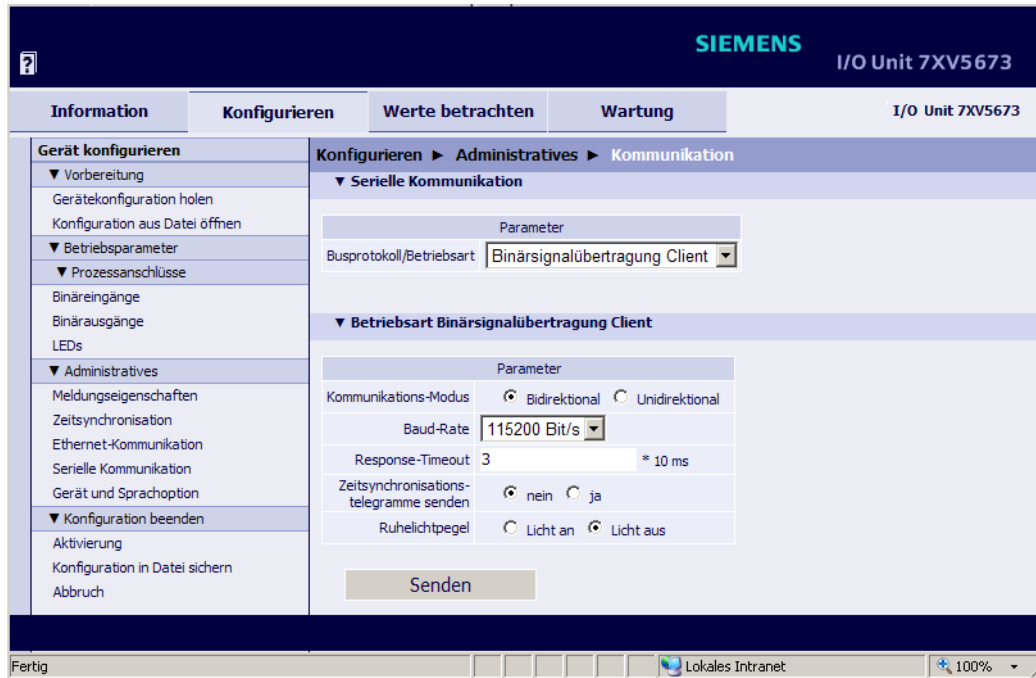 SIEMENS
?
I/O Unit 7XV5673
Information
Konfigurieren
Werte betrachten
Wartung
I/O Unit 7XV5673
Gerät konfigurieren
▼ Vorbereitung
Gerätekonfiguration holen
Konfiguration aus Datei öffnen
▼ Betriebsparameter
▼ Prozessanschlüsse
Binäreingänge
Binärausgänge
LEDs
▼ Administratives
Meldungseigenschaften
Zeitsynchronisation
Ethernet-Kommunikation
Serielle Kommunikation
Gerät und Sprachoption
▼ Konfiguration beenden
Aktivierung
Konfiguration in Datei sichern
Abbruch
Konfigurieren ► Administratives ► Kommunikation
▼ Serielle Kommunikation
Parameter
Busprotokoll/Betriebsart Binärsignalübertragung Client
▼ Betriebsart Binärsignalübertragung Client
Parameter
Kommunikations-Modus Bidirektional Unidirektional
Baud-Rate 115200 Bit/s
Response-Timeout 3 * 10 ms
Zeitsynchronisations-
telegramme senden nein ja
Ruhelichtpegel Licht an Licht aus
Senden
Fertig
Lokales Intranet
100%